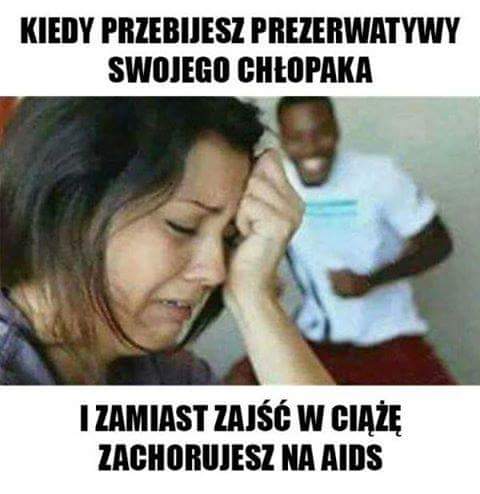 KIEDY PRZEBIJESZ PREZERWATYWY
SWOJEGO CHŁOPAKA
I ZAMIAST ZAJŚĆ W CIĄŻĘ
ZACHORUJESZ NA AIDS